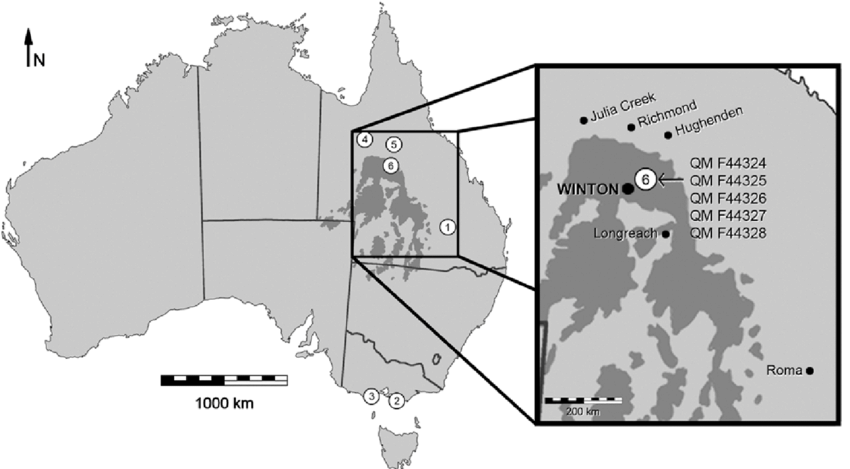 N
4
5
6
1
3
2
1000 km
Julia Creek
Richmond
Hughenden
QM F44324
6
QM F44325
WINTON
QM F44326
QM F44327
Longreach
QM F44328
Roma
200 km